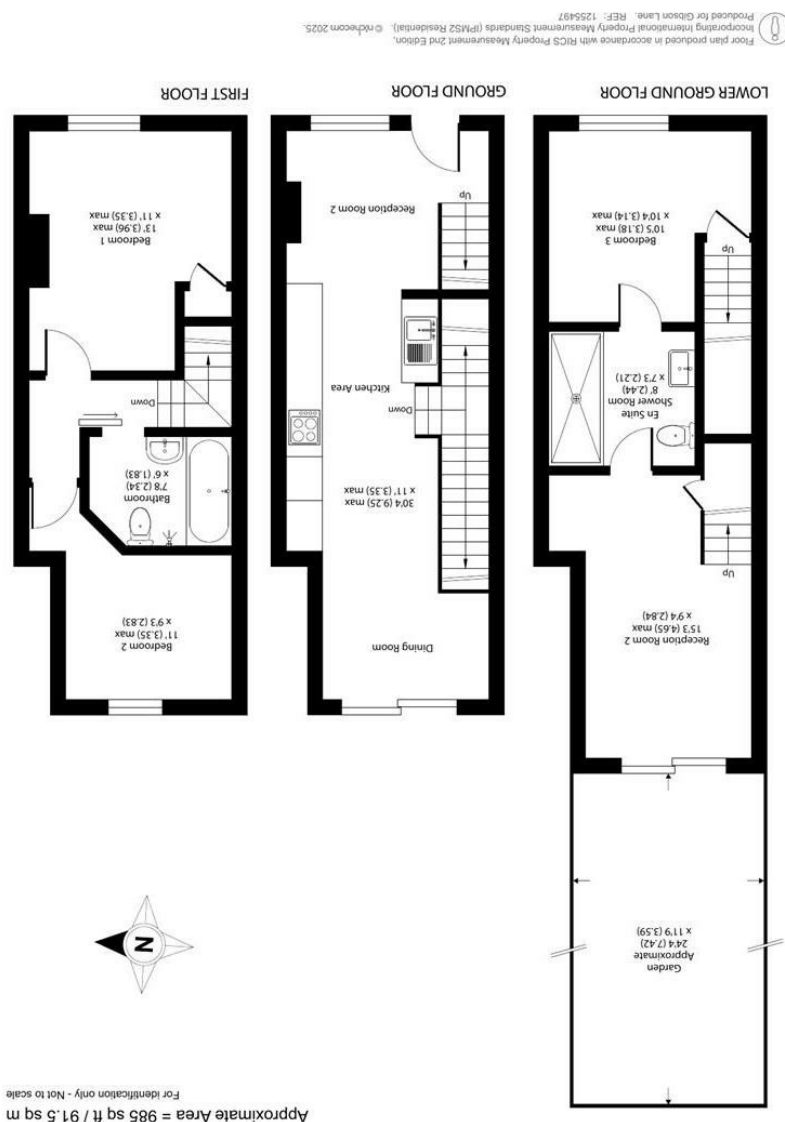 Approximate Area = 985 sq ft / 91.5 sq m
For identification only - Not to scale
N
Garden
Approximate
24'4 (7.42)
x 11'9 (3.59)
Reception Room 2
15'3 (4.65) max
x 9'4 (2.84)
Up
En Suite
Shower Room
8' (2.44)
x 7'3 (2.21)
Up
Bedroom 3
10'5 (3.18) max
x 10'4 (3.14) max
LOWER GROUND FLOOR
Dining Room
30'4 (9.25) max
x 11' (3.35) max
Down
Kitchen Area
Up
Reception Room 2
GROUND FLOOR
Bedroom 2
11' (3.35) max
x 9'3 (2.83)
Bathroom
7'8 (2.34)
x 6' (1.83)
Down
Bedroom 1
13' (3.96) max
x 11' (3.35) max
FIRST FLOOR
Floor plan produced in accordance with RICS Property Measurement 2nd Edition,
Incorporating International Property Measurement Standards (IPMS2 Residential). © nichecom 2025.
Produced for Gibson Lane. REF: 1255497